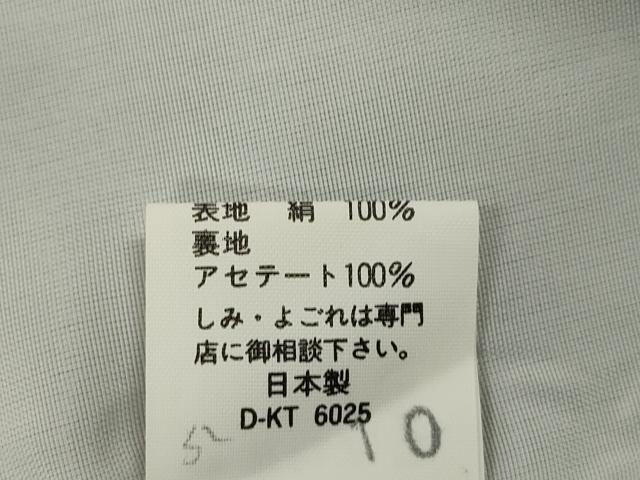 表地 絹 100%
裏地
アセテート100%
しみ・よごれは専門
店に御相談下さい。
日本製
D-KT 6025
10